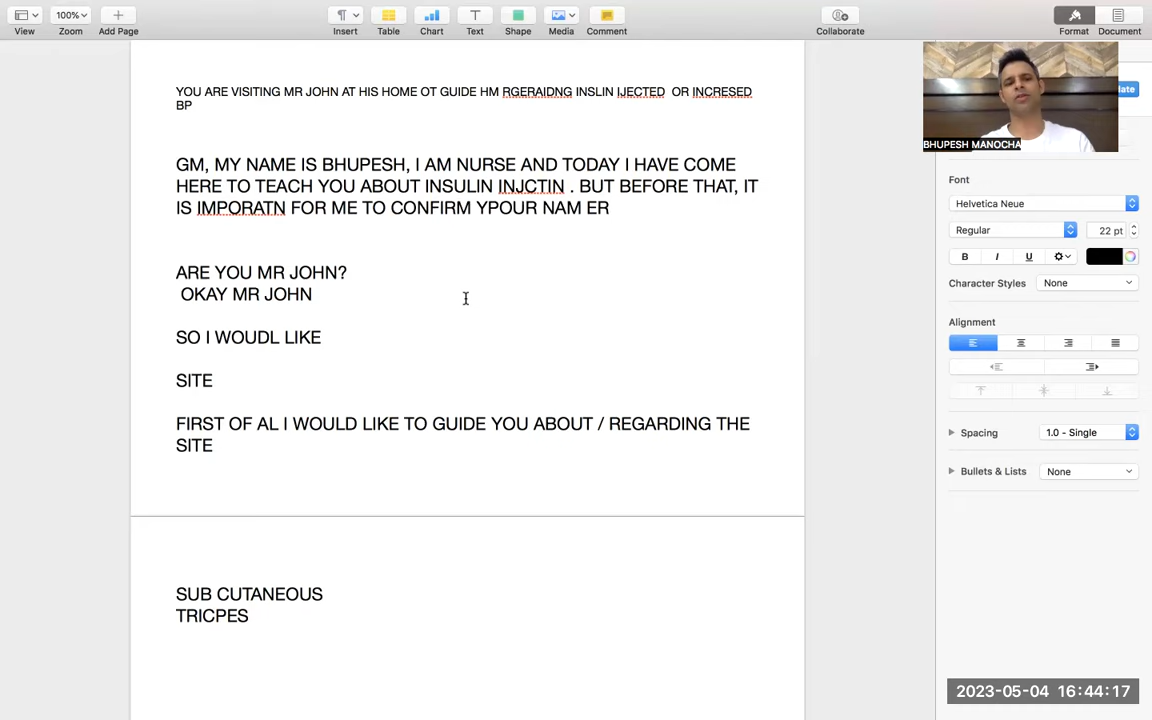 View
100%
Zoom
Add Page
Insert
Table
Chart
Text
Shape
Media
Comment
Collaborate
Format
Document
YOU ARE VISITING MR JOHN AT HIS HOME OT GUIDE HM RGERAIDNG INSLIN IJECTED OR INCRESED
BP
GM, MY NAME IS BHUPESH, I AM NURSE AND TODAY I HAVE COME
HERE TO TEACH YOU ABOUT INSULIN INJCTIN . BUT BEFORE THAT, IT
IS IMPORATN FOR ME TO CONFIRM YPOUR NAM ER
ARE YOU MR JOHN?
OKAY MR JOHN
SO I WOUDL LIKE
SITE
FIRST OF AL I WOULD LIKE TO GUIDE YOU ABOUT / REGARDING THE
SITE
SUB CUTANEOUS
TRICPES
BHUPESH MANOCHA
Font
Helvetica Neue
Regular
22 pt
B I U
Character Styles
None
Alignment
Spacing
1.0 - Single
Bullets & Lists
None
2023-05-04 16:44:17